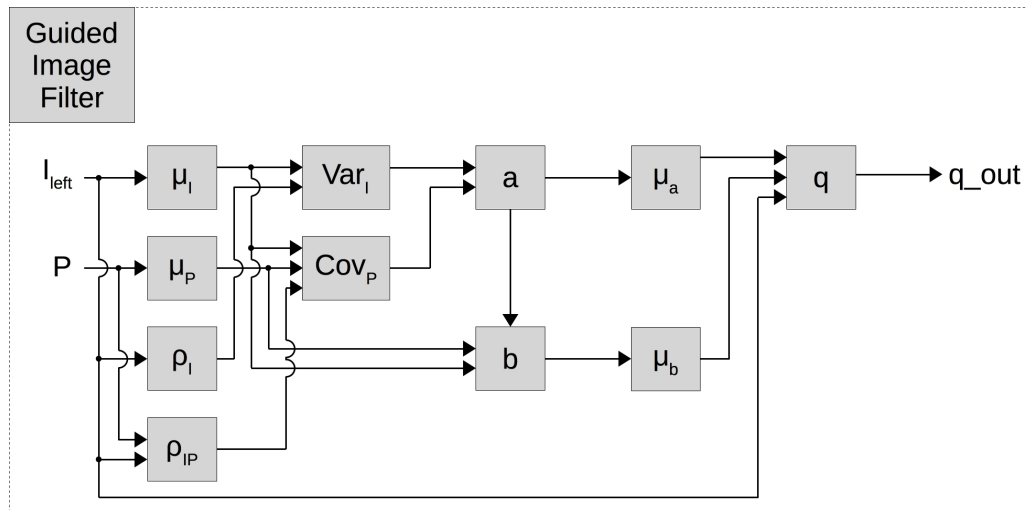 Guided
Image
Filter
I_left
μ_I
Var_I
a
μ_a
q
q_out
P
μ_P
Cov_P
ρ_I
b
μ_b
ρ_IP